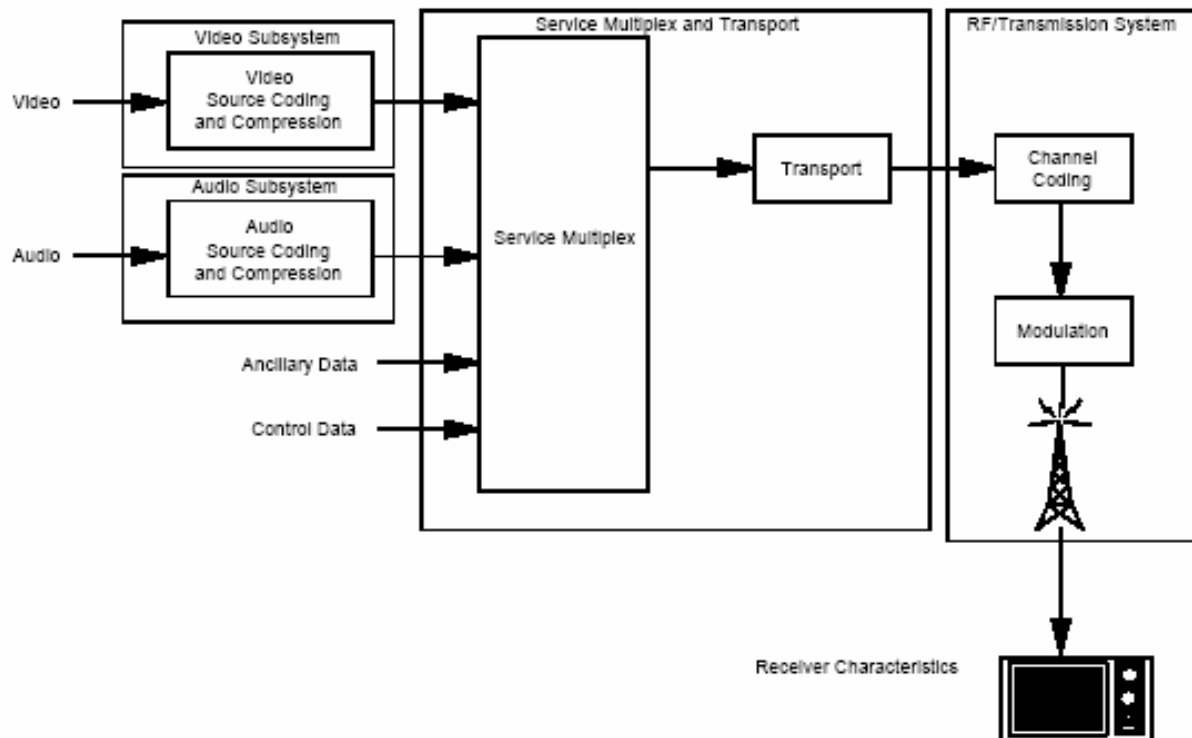 Service Multiplex and Transport
RF/Transmission System
Video Subsystem
Video
Video
Source Coding
and Compression
Audio Subsystem
Audio
Audio
Source Coding
and Compression
Ancillary Data
Control Data
Service Multiplex
Transport
Channel
Coding
Modulation
Receiver Characteristics